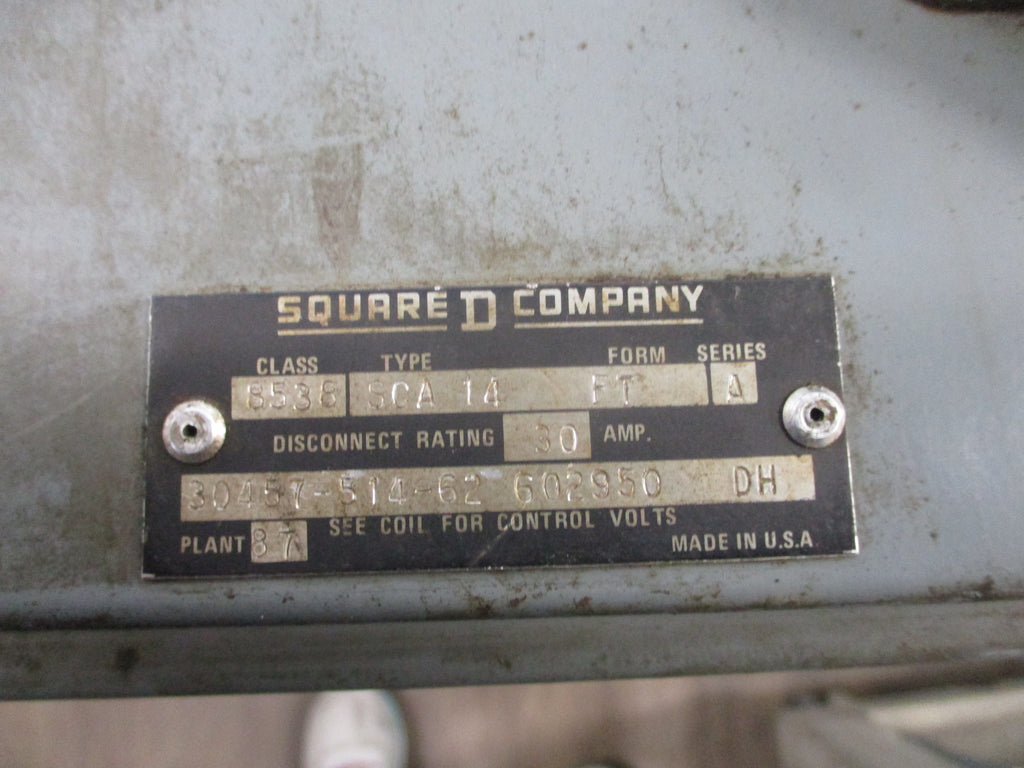 SQUARE D COMPANY
CLASS TYPE FORM SERIES
8538 SCA 14 FT A
DISCONNECT RATING 30 AMP.
30457-514-62 602950 DH
SEE COIL FOR CONTROL VOLTS
PLANT 87 MADE IN U.S.A